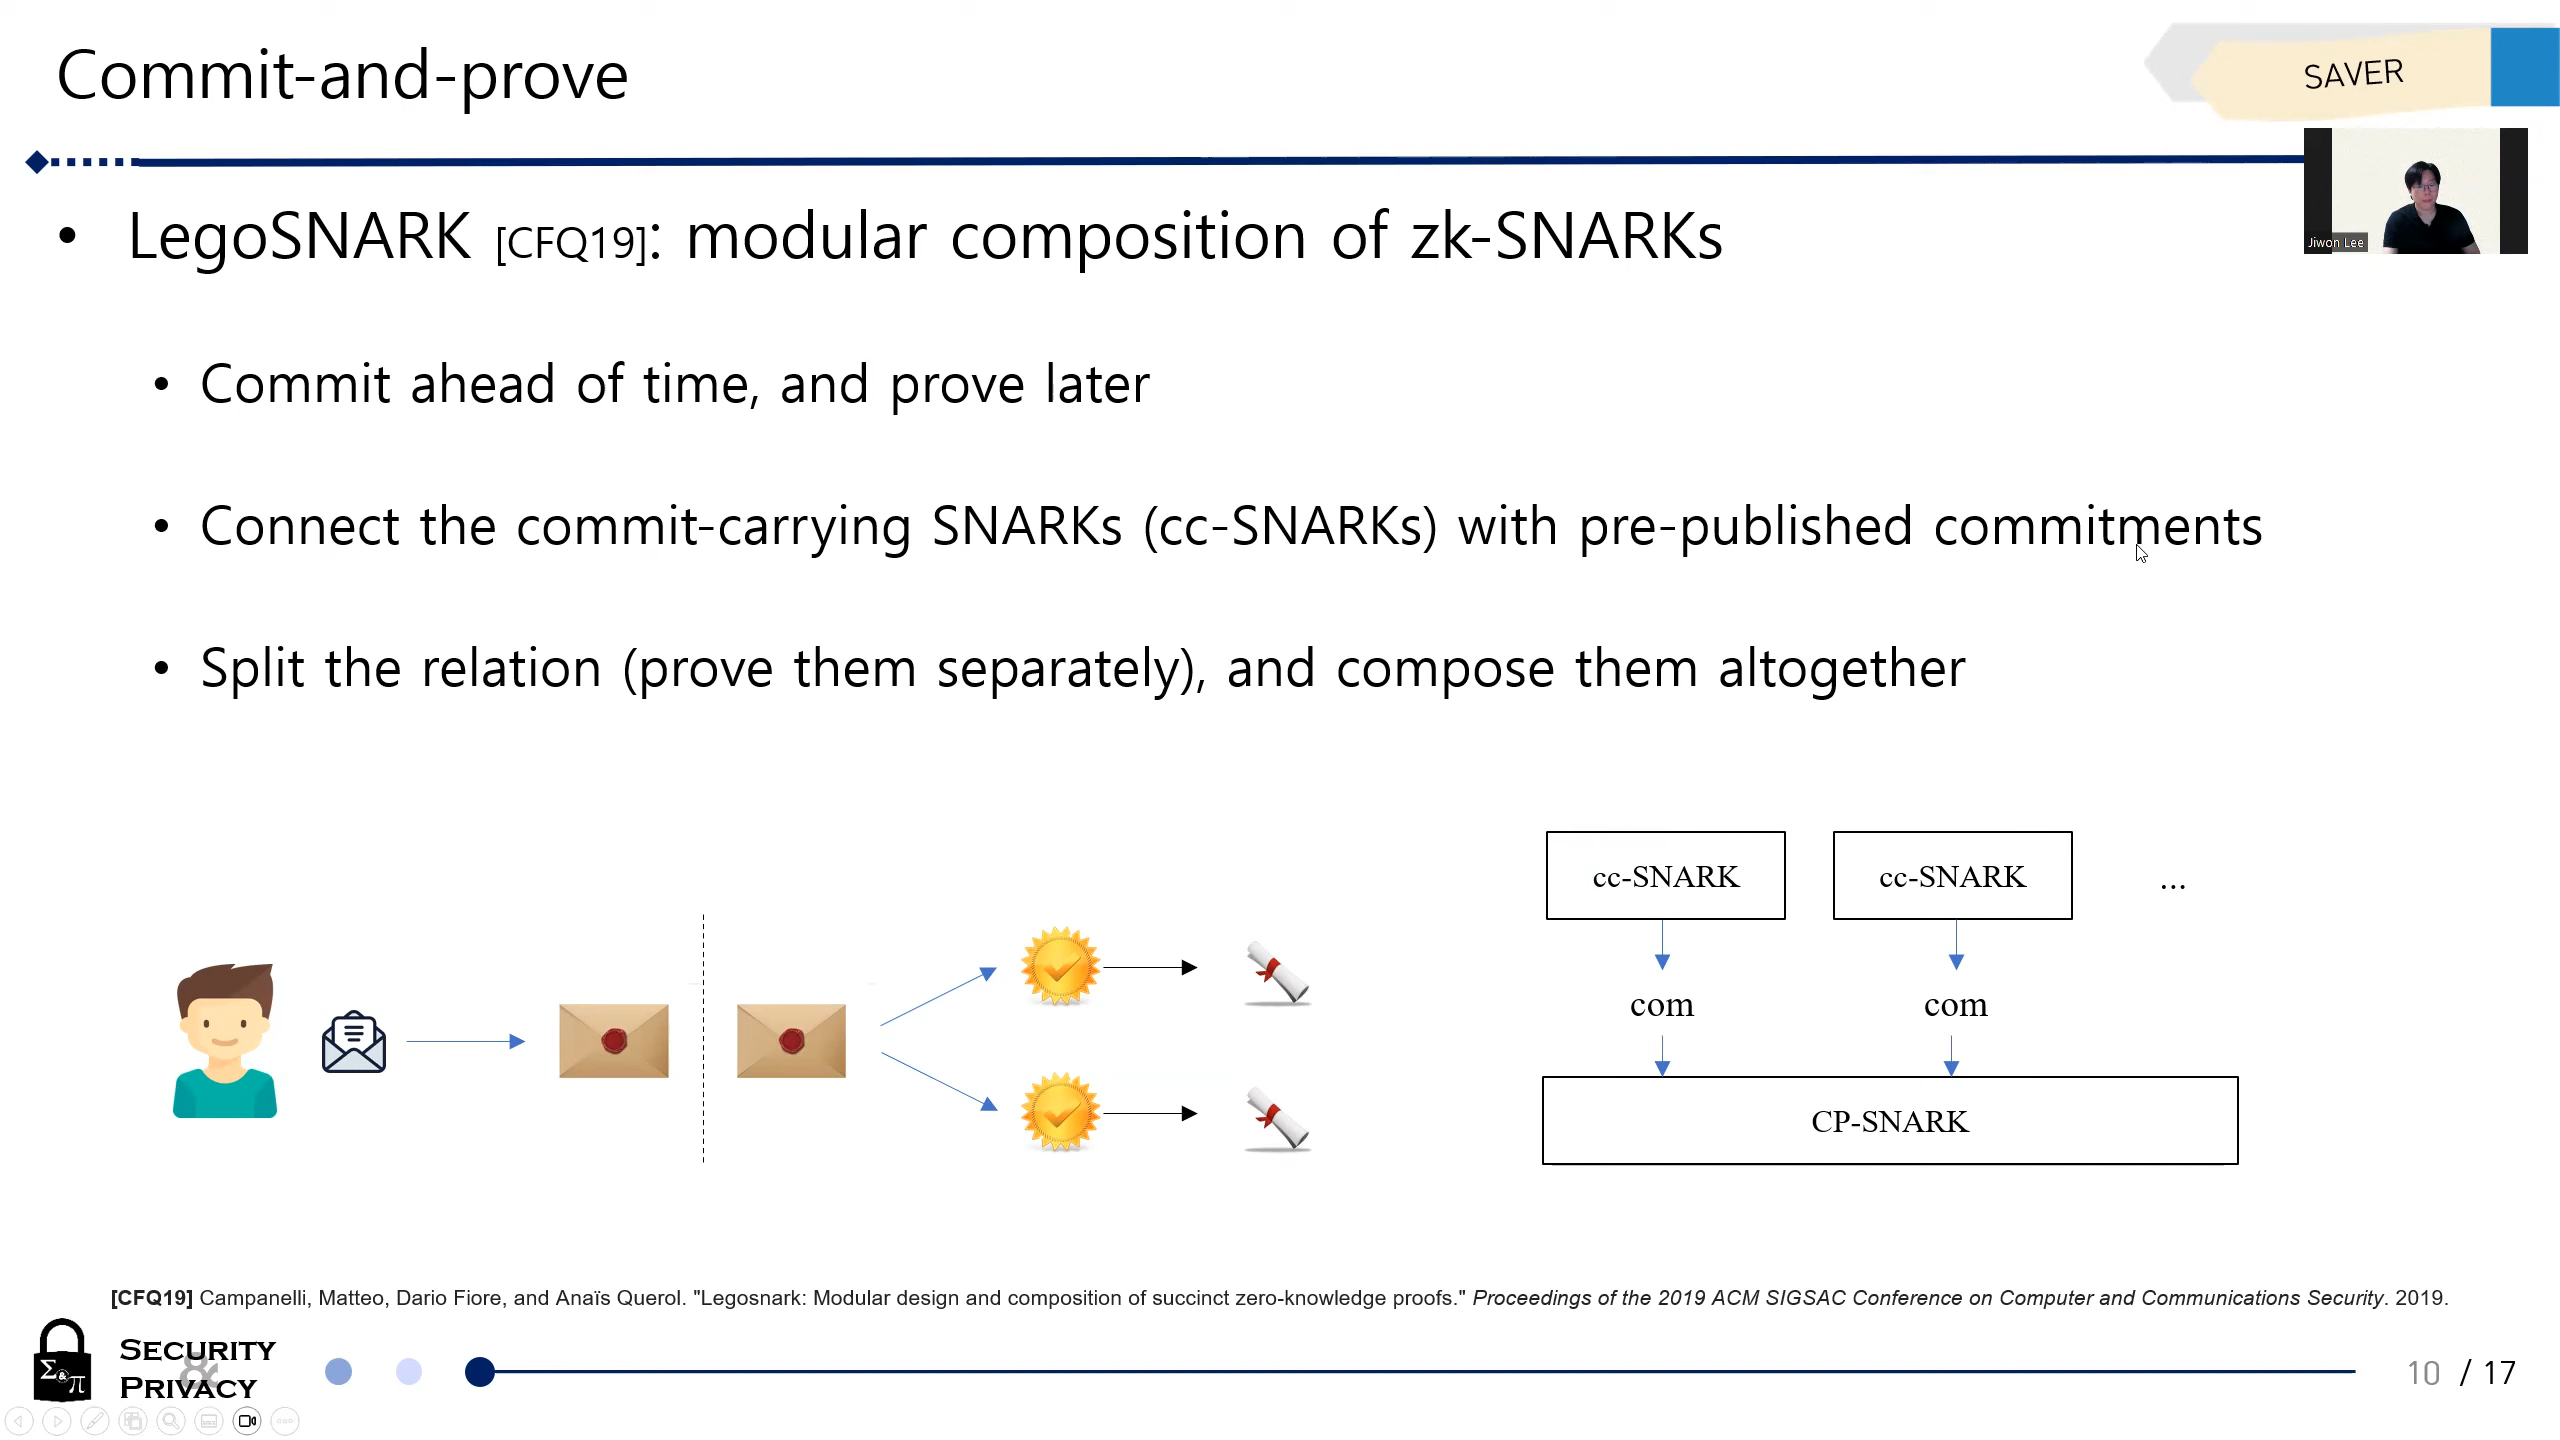 Commit-and-prove
SAVER
Jiwon Lee
• LegoSNARK [CFQ19]: modular composition of zk-SNARKs
• Commit ahead of time, and prove later
• Connect the commit-carrying SNARKs (cc-SNARKs) with pre-published commitments
• Split the relation (prove them separately), and compose them altogether
cc-SNARK
cc-SNARK
...
com
com
CP-SNARK
[CFQ19] Campanelli, Matteo, Dario Fiore, and Anaïs Querol. "Legosnark: Modular design and composition of succinct zero-knowledge proofs." Proceedings of the 2019 ACM SIGSAC Conference on Computer and Communications Security. 2019.
Σ&π
SECURITY
&
PRIVACY
10 / 17